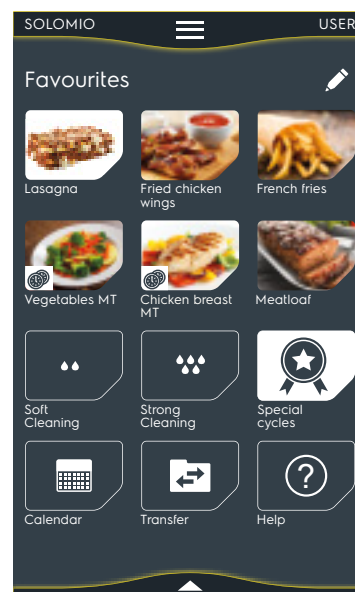 SOLOMIO
USER
Favourites
Lasagna
Fried chicken
wings
French fries
Vegetables MT
Chicken breast
MT
Meatloaf
Soft
Cleaning
Strong
Cleaning
Special
cycles
Calendar
Transfer
?
Help